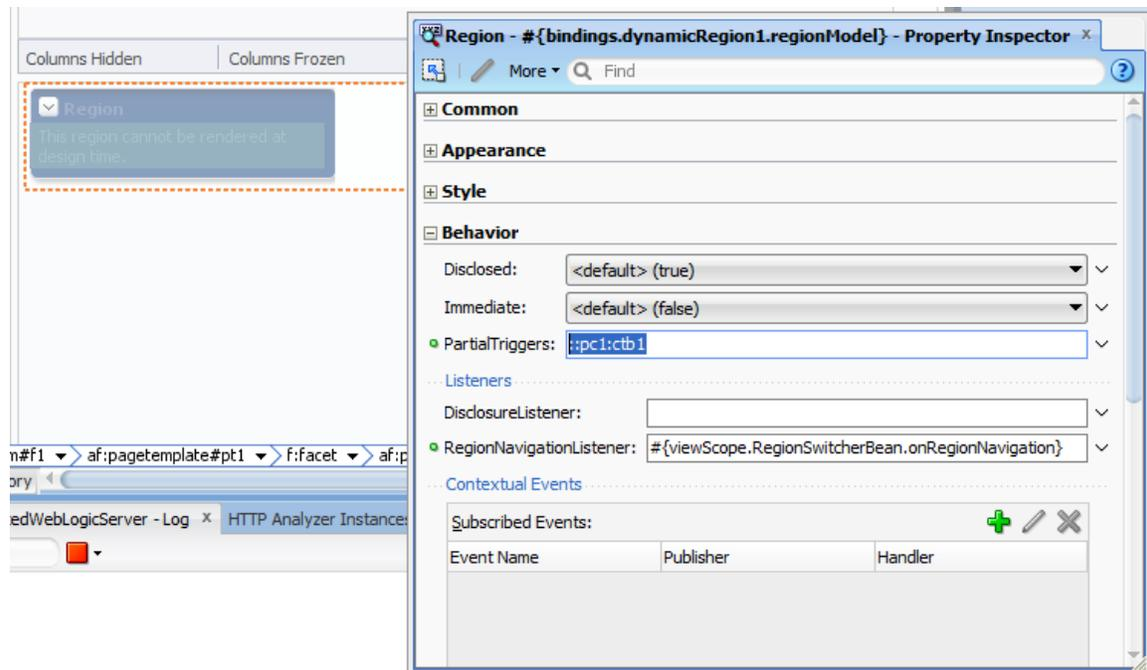 Region - #{bindings.dynamicRegion1.regionModel} - Property Inspector
More
Find
Columns Hidden
Columns Frozen
Region
This region cannot be rendered at
design time.
Common
Appearance
Style
Behavior
Disclosed:
<default> (true)
Immediate:
<default> (false)
PartialTriggers:
::pc1:ctb1
Listeners
DisclosureListener:
RegionNavigationListener:
#{viewScope.RegionSwitcherBean.onRegionNavigation}
Contextual Events
Subscribed Events:
Event Name
Publisher
Handler
m#f1
af:pagetemplate#pt1
f:facet
af:p
ory
edWebLogicServer - Log
HTTP Analyzer Instances